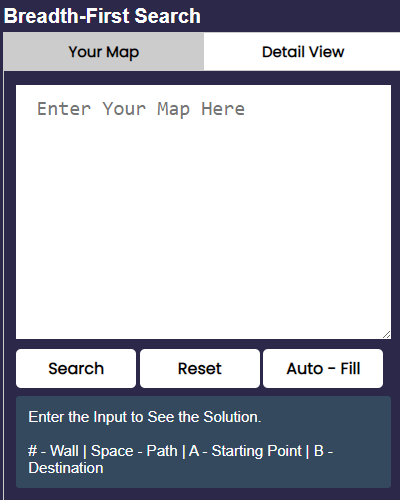 Breadth-First Search
Your Map
Detail View
Enter Your Map Here
Search
Reset
Auto - Fill
Enter the Input to See the Solution.
# - Wall | Space - Path | A - Starting Point | B -
Destination